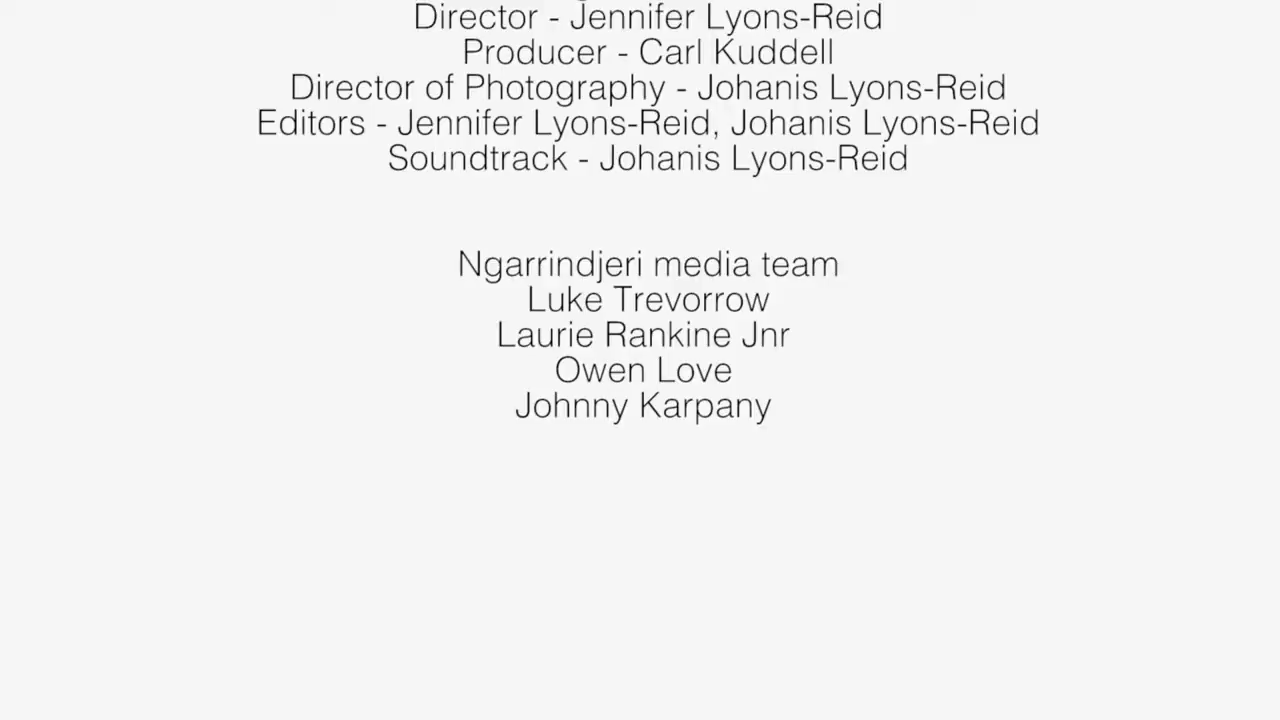 Director - Jennifer Lyons-Reid
Producer - Carl Kuddell
Director of Photography - Johanis Lyons-Reid
Editors - Jennifer Lyons-Reid, Johanis Lyons-Reid
Soundtrack - Johanis Lyons-Reid
Ngarrindjeri media team
Luke Trevorrow
Laurie Rankine Jnr
Owen Love
Johnny Karpany